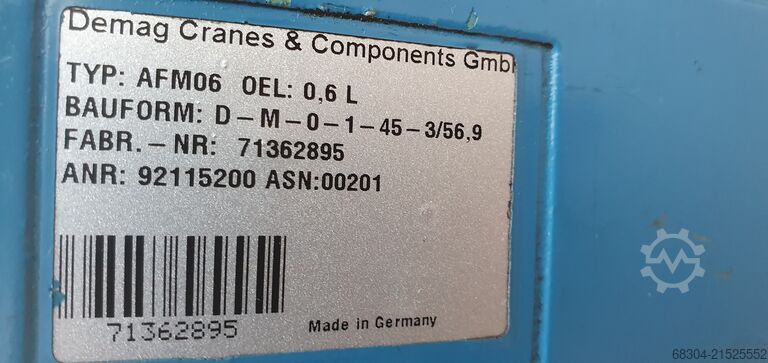 Demag Cranes & Components GmbH
TYP: AFM06 OEL: 0,6 L
BAUFORM: D-M-0-1-45-3/56,9
FABR.-NR: 71362895
ANR: 92115200 ASN:00201
71362895
Made in Germany
68304-21525552